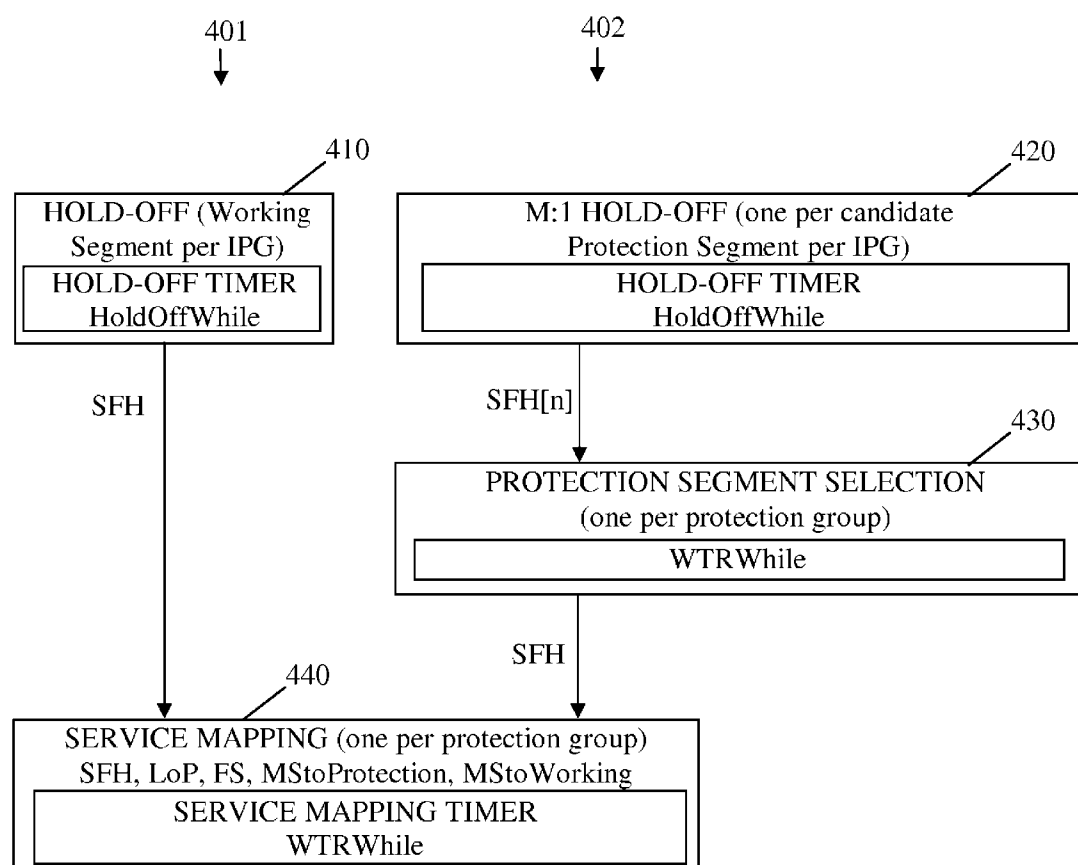 401
402
410
420
HOLD-OFF (Working
Segment per IPG)
HOLD-OFF TIMER
HoldOffWhile
M:1 HOLD-OFF (one per candidate
Protection Segment per IPG)
HOLD-OFF TIMER
HoldOffWhile
SFH
SFH[n]
430
PROTECTION SEGMENT SELECTION
(one per protection group)
WTRWhile
SFH
440
SERVICE MAPPING (one per protection group)
SFH, LoP, FS, MStoProtection, MStoWorking
SERVICE MAPPING TIMER
WTRWhile